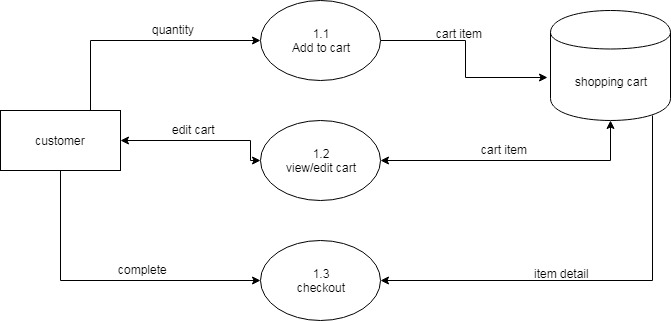 quantity
1.1
Add to cart
cart item
shopping cart
customer
edit cart
1.2
view/edit cart
cart item
complete
1.3
checkout
item detail